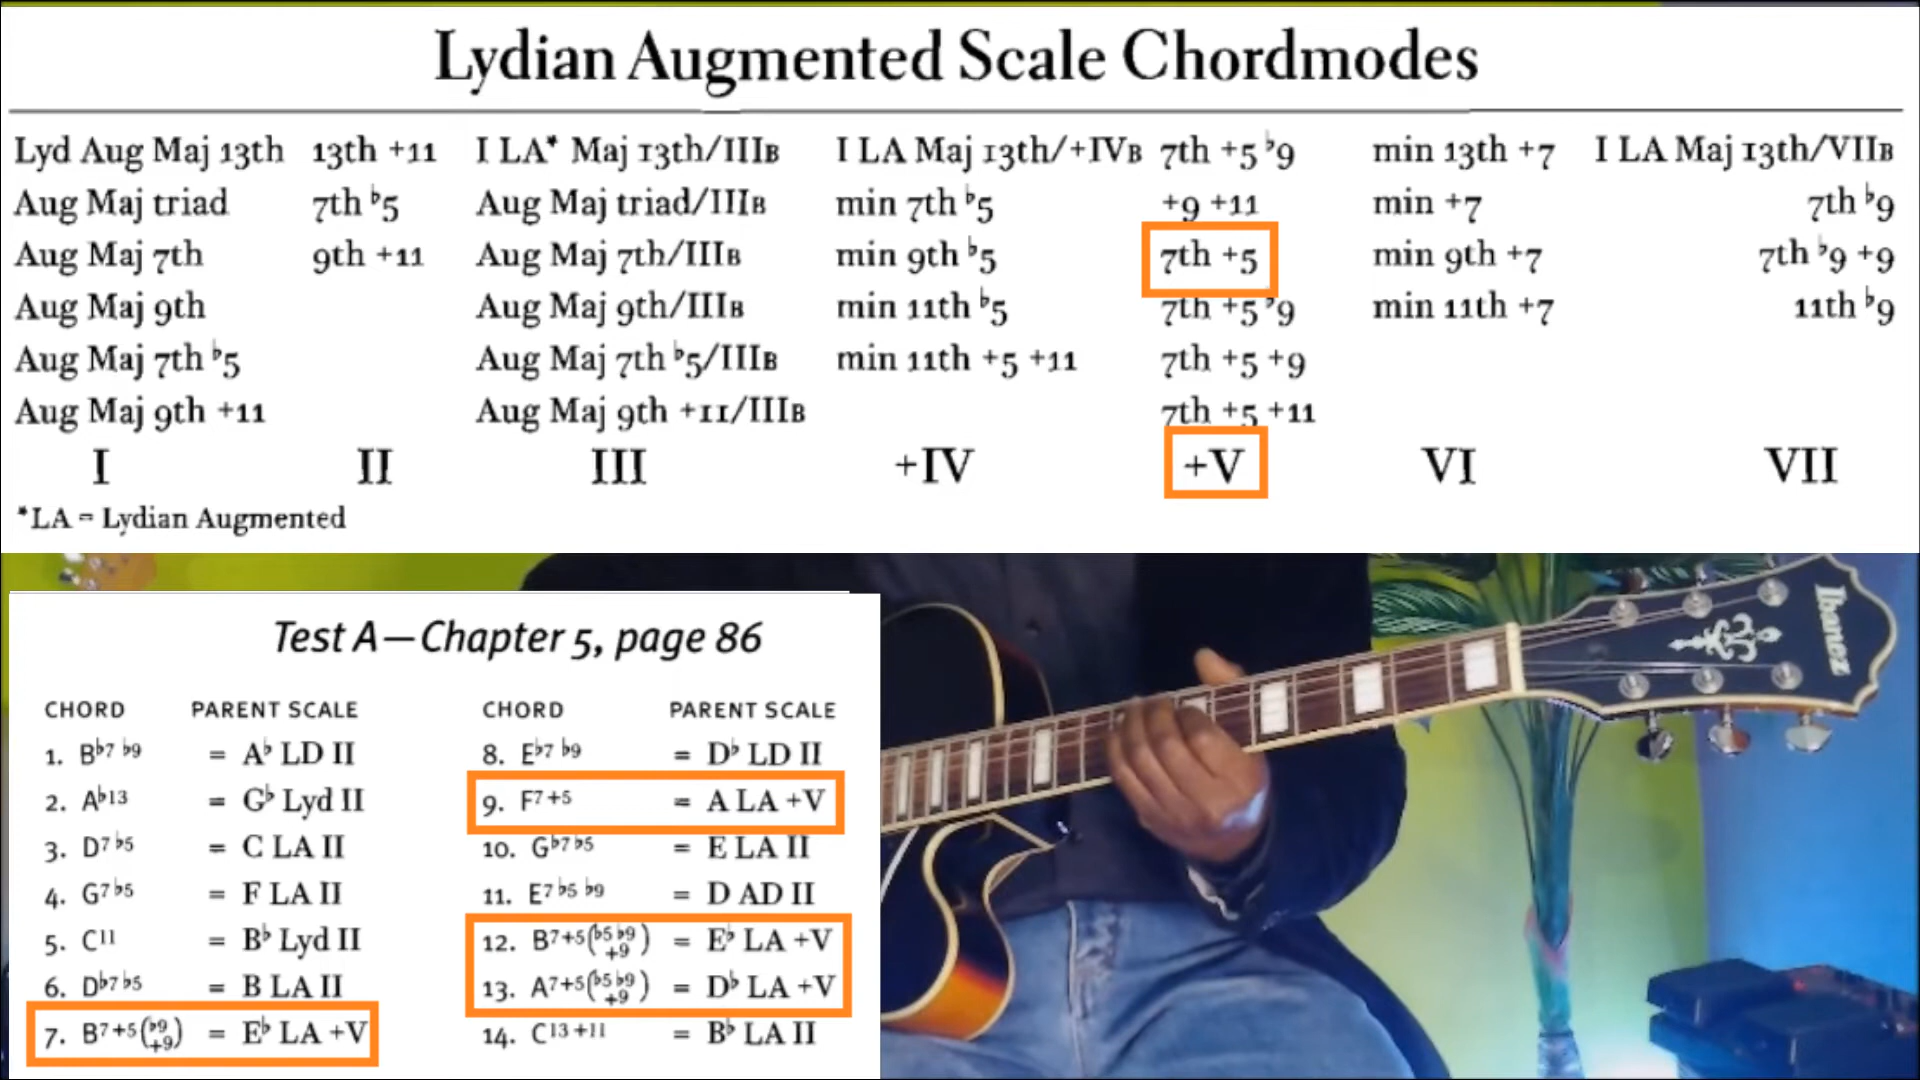 Lydian Augmented Scale Chordmodes
Lyd Aug Maj 13th 13th +11 I LA* Maj 13th/IIIB I LA Maj 13th/+IVB 7th +5 ♭9 min 13th +7 I LA Maj 13th/VIIB
Aug Maj triad 7th ♭5 Aug Maj triad/IIIB min 7th ♭5 +9 +11 min +7 7th ♭9
Aug Maj 7th 9th +11 Aug Maj 7th/IIIB min 9th ♭5 7th +5 min 9th +7 7th ♭9 +9
Aug Maj 9th Aug Maj 9th/IIIB min 11th ♭5 7th +5 ♭9 min 11th +7 11th ♭9
Aug Maj 7th ♭5 Aug Maj 7th ♭5/IIIB min 11th +5 +11 7th +5 +9
Aug Maj 9th +11 Aug Maj 9th +11/IIIB 7th +5 +11
I II III +IV +V VI VII
*LA = Lydian Augmented
Test A—Chapter 5, page 86
CHORD PARENT SCALE
1. B♭7 ♭9 = A♭ LD II
2. A♭13 = G♭ Lyd II
3. D7 ♭5 = C LA II
4. G7 ♭5 = F LA II
5. C11 = B♭ Lyd II
6. D♭7 ♭5 = B LA II
7. B7+5(♭9 +9) = E♭ LA +V
CHORD PARENT SCALE
8. E♭7 ♭9 = D♭ LD II
9. F7+5 = A LA +V
10. G♭7 ♭5 = E LA II
11. E7 ♭5 ♭9 = D AD II
12. B7+5(♭5 ♭9 +9) = E♭ LA +V
13. A7+5(♭5 ♭9 +9) = D♭ LA +V
14. C13+11 = B♭ LA II
Ibanez